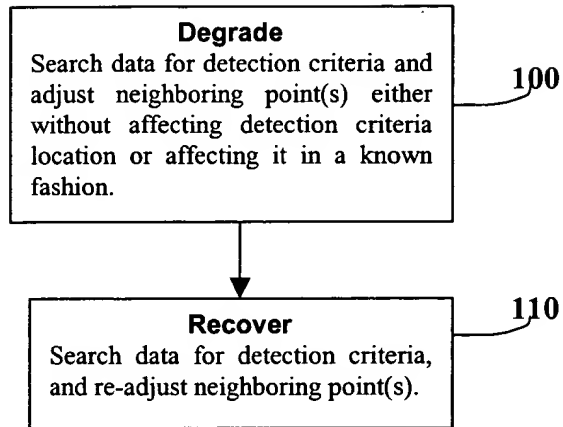 Degrade
Search data for detection criteria and
adjust neighboring point(s) either
without affecting detection criteria
location or affecting it in a known
fashion.
100
Recover
Search data for detection criteria,
and re-adjust neighboring point(s).
110